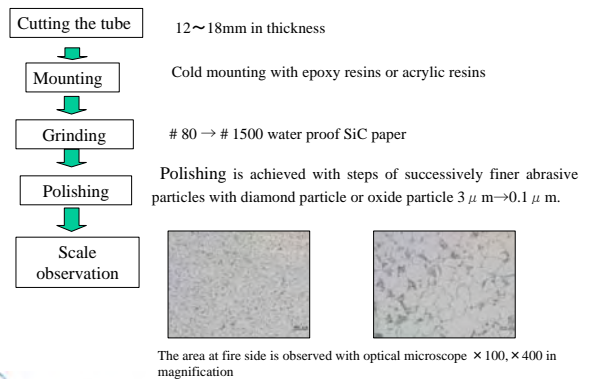 Cutting the tube
12~18mm in thickness
Mounting
Cold mounting with epoxy resins or acrylic resins
Grinding
# 80 → # 1500 water proof SiC paper
Polishing
Polishing is achieved with steps of successively finer abrasive
particles with diamond particle or oxide particle 3 μ m→0.1 μ m.
Scale
observation
The area at fire side is observed with optical microscope ×100, ×400 in
magnification